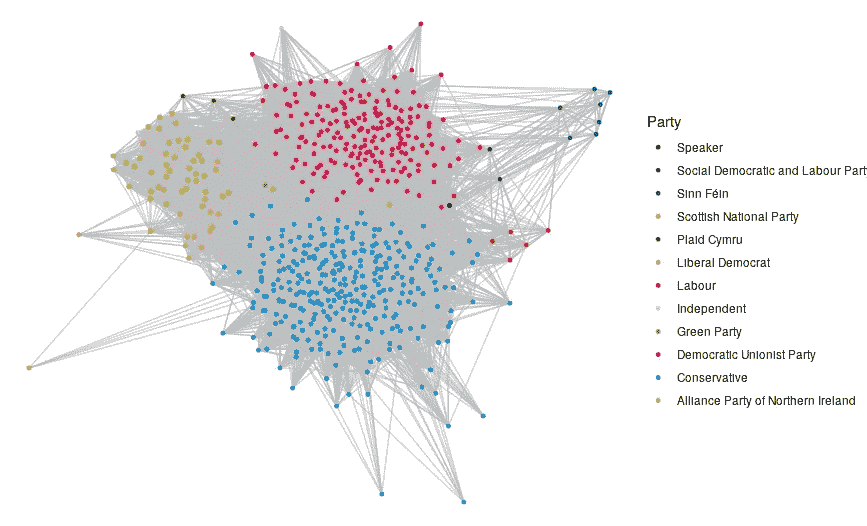 Party
Speaker
Social Democratic and Labour Part
Sinn Féin
Scottish National Party
Plaid Cymru
Liberal Democrat
Labour
Independent
Green Party
Democratic Unionist Party
Conservative
Alliance Party of Northern Ireland